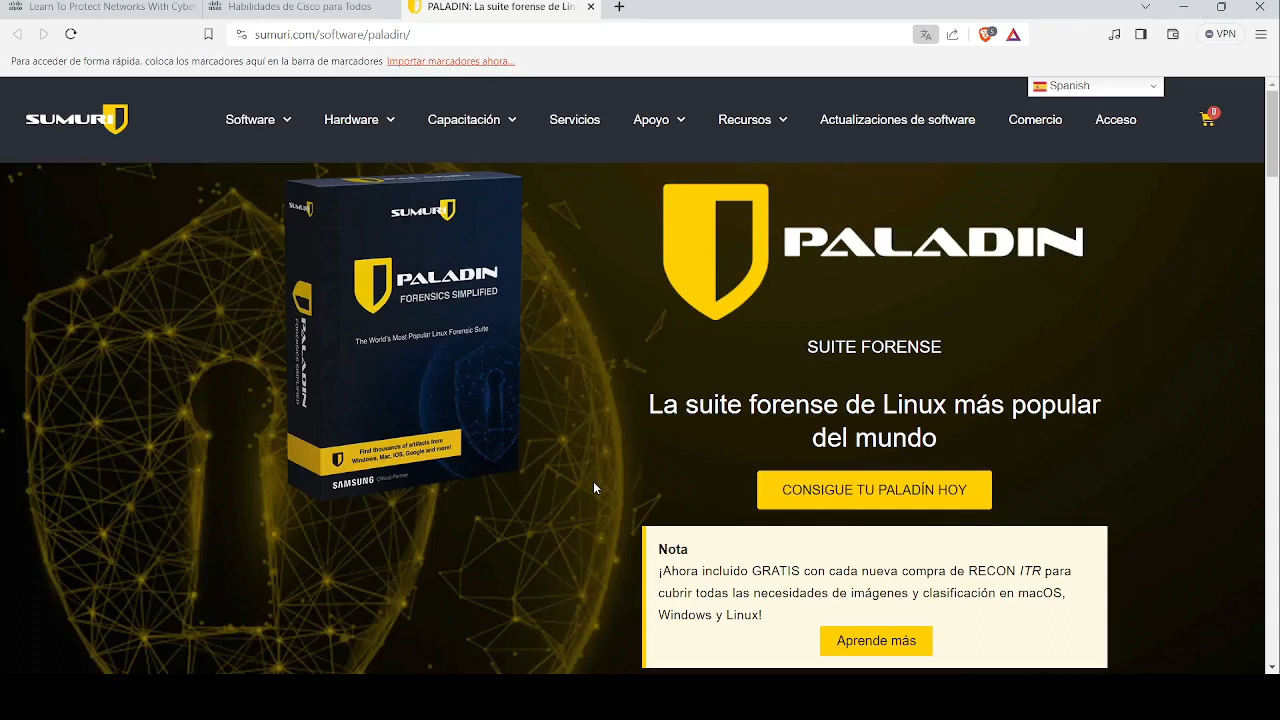 Learn To Protect Networks With Cyber
Habilidades de Cisco para Todos
PALADIN: La suite forense de Lin
sumuri.com/software/paladin/
5
VPN
Para acceder de forma rápida, coloca los marcadores aquí en la barra de marcadores Importar marcadores ahora...
Spanish
SUMURI
Software
Hardware
Capacitación
Servicios
Apoyo
Recursos
Actualizaciones de software
Comercio
Acceso
0
SUMURI
SUMURI
PALADIN
FORENSICS SIMPLIFIED
The World's Most Popular Linux Forensic Suite
PALADIN
FORENSICS SIMPLIFIED
Find thousands of artifacts from
Windows, Mac, iOS, Google and more!
SAMSUNG Official Partner
PALADIN
SUITE FORENSE
La suite forense de Linux más popular
del mundo
CONSIGUE TU PALADÍN HOY
Nota
¡Ahora incluido GRATIS con cada nueva compra de RECON ITR para
cubrir todas las necesidades de imágenes y clasificación en macOS,
Windows y Linux!
Aprende más